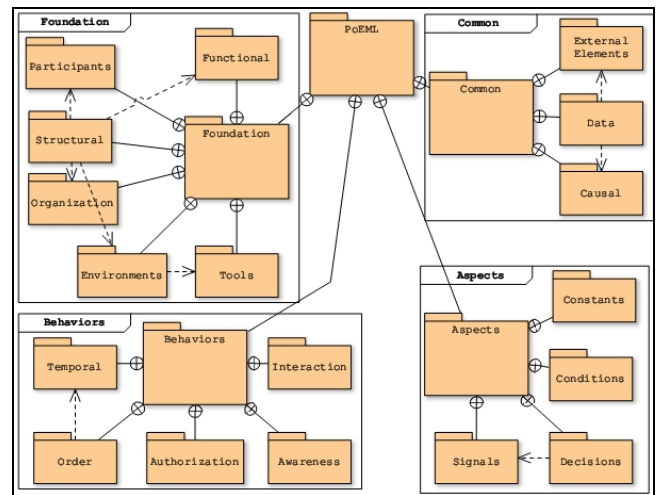 Foundation
Participants
Functional
Structural
Foundation
Organization
Environments
Tools
PoEML
Common
External
Elements
Common
Data
Causal
Behaviors
Temporal
Behaviors
Interaction
Order
Authorization
Awareness
Aspects
Aspects
Constants
Conditions
Signals
Decisions